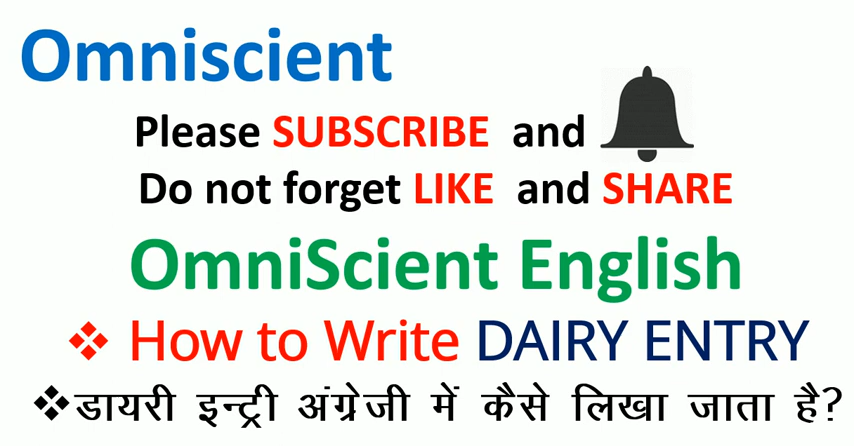 Omniscient
Please SUBSCRIBE and
Do not forget LIKE and SHARE
OmniScient English
❖ How to Write DAIRY ENTRY
❖डायरी इन्ट्री अंग्रेजी में कैसे लिखा जाता है?